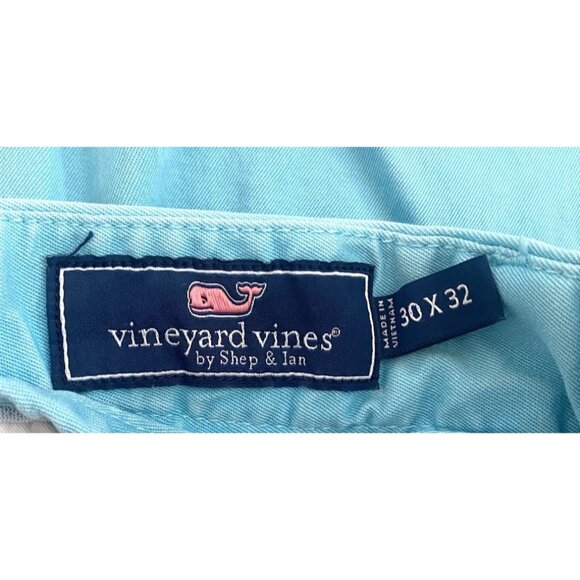 vineyard vines®
by Shep & Ian
MADE IN
VIETNAM
30 X 32